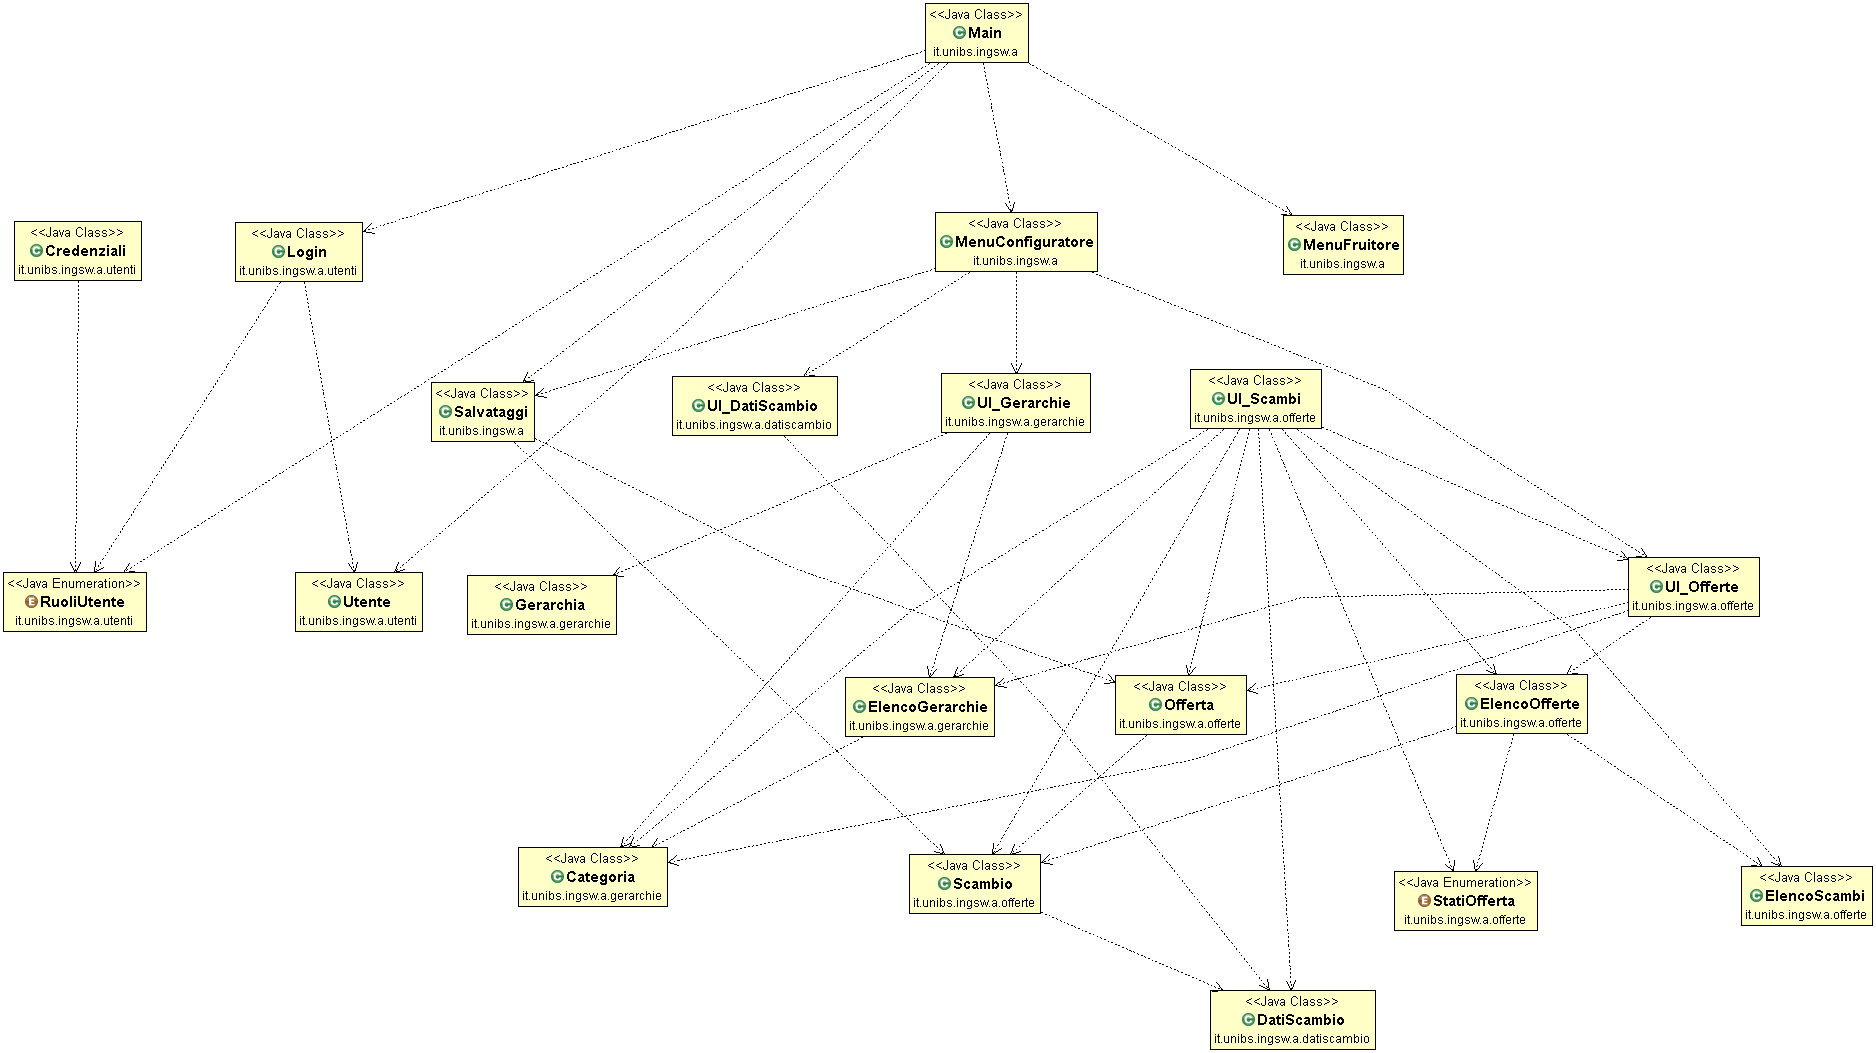 <<Java Class>>
Main
it.unibs.ingsw.a
<<Java Class>>
Credenziali
it.unibs.ingsw.a.utenti
<<Java Class>>
Login
it.unibs.ingsw.a.utenti
<<Java Class>>
MenuConfiguratore
it.unibs.ingsw.a
<<Java Class>>
MenuFruitore
it.unibs.ingsw.a
<<Java Class>>
Salvataggi
it.unibs.ingsw.a
<<Java Class>>
UI_DatiScambio
it.unibs.ingsw.a.datiscambio
<<Java Class>>
UI_Gerarchie
it.unibs.ingsw.a.gerarchie
<<Java Class>>
UI_Scambi
it.unibs.ingsw.a.offerte
<<Java Enumeration>>
RuoliUtente
it.unibs.ingsw.a.utenti
<<Java Class>>
Utente
it.unibs.ingsw.a.utenti
<<Java Class>>
Gerarchia
it.unibs.ingsw.a.gerarchie
<<Java Class>>
UI_Offerte
it.unibs.ingsw.a.offerte
<<Java Class>>
ElencoGerarchie
it.unibs.ingsw.a.gerarchie
<<Java Class>>
Offerta
it.unibs.ingsw.a.offerte
<<Java Class>>
ElencoOfferte
it.unibs.ingsw.a.offerte
<<Java Class>>
Categoria
it.unibs.ingsw.a.gerarchie
<<Java Class>>
Scambio
it.unibs.ingsw.a.offerte
<<Java Enumeration>>
StatiOfferta
it.unibs.ingsw.a.offerte
<<Java Class>>
ElencoScambi
it.unibs.ingsw.a.offerte
<<Java Class>>
DatiScambio
it.unibs.ingsw.a.datiscambio